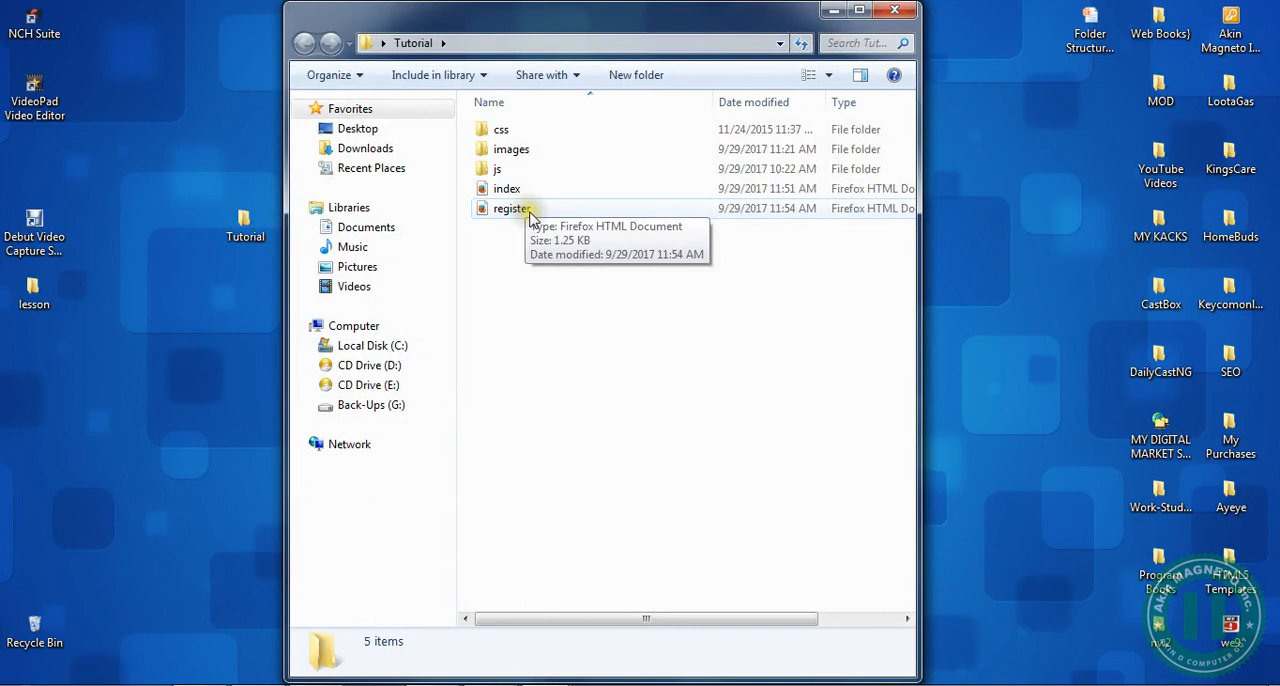 NCH Suite
VideoPad
Video Editor
Debut Video
Capture S...
lesson
Recycle Bin
Tutorial
Tutorial
Search Tut...
Organize
Include in library
Share with
New folder
Favorites
Desktop
Downloads
Recent Places
Libraries
Documents
Music
Pictures
Videos
Computer
Local Disk (C:)
CD Drive (D:)
CD Drive (E:)
Back-Ups (G:)
Network
Name Date modified Type
css 11/24/2015 11:37 ... File folder
images 9/29/2017 11:21 AM File folder
js 9/29/2017 10:22 AM File folder
index 9/29/2017 11:51 AM Firefox HTML Do
register 9/29/2017 11:54 AM Firefox HTML Do
Type: Firefox HTML Document
Size: 1.25 KB
Date modified: 9/29/2017 11:54 AM
5 items
Folder
Structur...
Web Books}
Akin
Magneto I...
MOD
LootaGas
YouTube
Videos
KingsCare
MY KACKS
HomeBuds
CastBox
Keycomonl...
DailyCastNG
SEO
MY DIGITAL
MARKET S...
My
Purchases
Work-Stud...
Ayeye
Books
HTML5
Templates
Akin MAGNETO Inc.